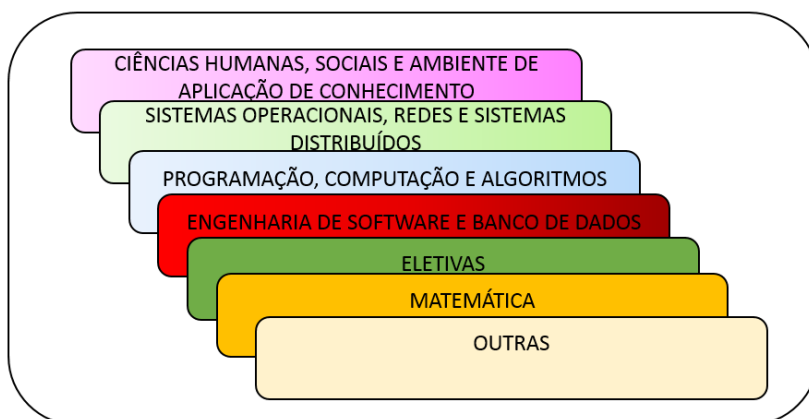 CIÊNCIAS HUMANAS, SOCIAIS E AMBIENTE DE
APLICAÇÃO DE CONHECIMENTO
SISTEMAS OPERACIONAIS, REDES E SISTEMAS
DISTRIBUÍDOS
PROGRAMAÇÃO, COMPUTAÇÃO E ALGORITMOS
ENGENHARIA DE SOFTWARE E BANCO DE DADOS
ELETIVAS
MATEMÁTICA
OUTRAS